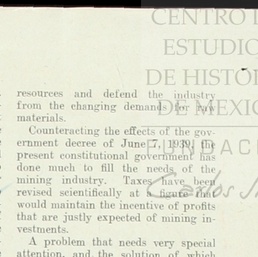 CENTRO
ESTUDIO
DE HISTO
DE MEXIC
resources and defend the industry
from the changing demands for raw
materials.
Counteracting the effects of the gov-
ernment decree of June 7, 1939, the
present constitutional government has
done much to fill the needs of the
mining industry. Taxes have been
revised scientifically at a figure that
would maintain the incentive of profits
that are justly expected of mining in-
vestments.
A problem that needs very special
attention, and the solution of which